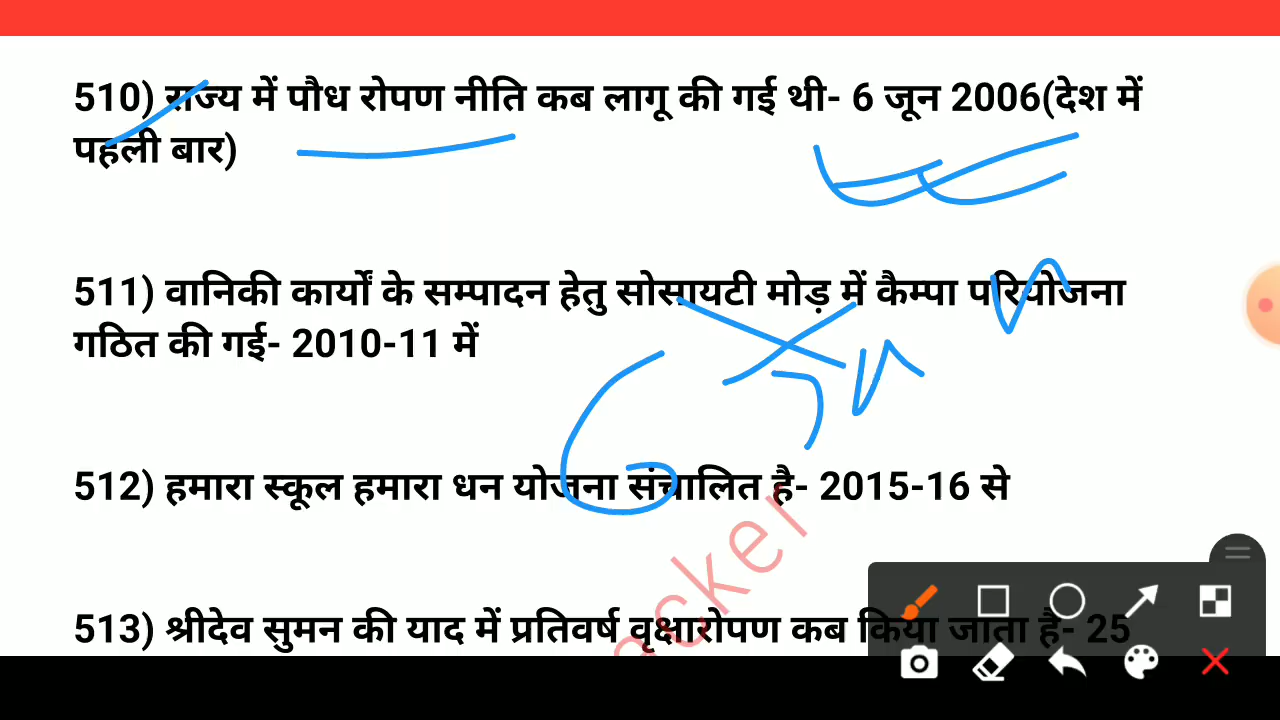 510) राज्य में पौध रोपण नीति कब लागू की गई थी- 6 जून 2006(देश में
पहली बार)
511) वानिकी कार्यों के सम्पादन हेतु सोसायटी मोड़ में कैम्पा परियोजना
गठित की गई- 2010-11 में
512) हमारा स्कूल हमारा धन योजना संचालित है- 2015-16 से
513) श्रीदेव सुमन की याद में प्रतिवर्ष वृक्षारोपण कब किया जाता है- 25